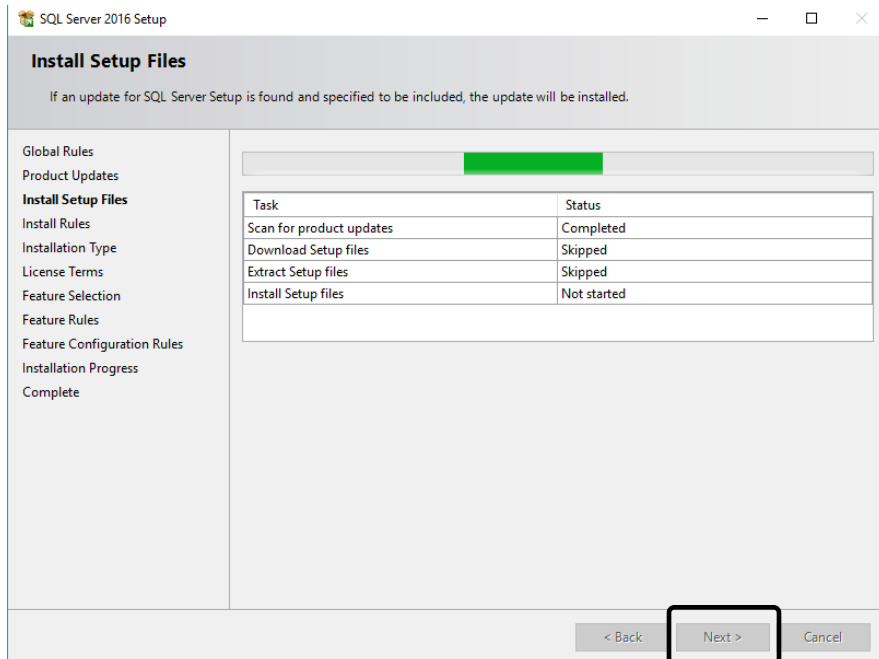 SQL Server 2016 Setup
Install Setup Files
If an update for SQL Server Setup is found and specified to be included, the update will be installed.
Global Rules
Product Updates
Install Setup Files
Install Rules
Installation Type
License Terms
Feature Selection
Feature Rules
Feature Configuration Rules
Installation Progress
Complete
Task Status
Scan for product updates Completed
Download Setup files Skipped
Extract Setup files Skipped
Install Setup files Not started
< Back Next > Cancel